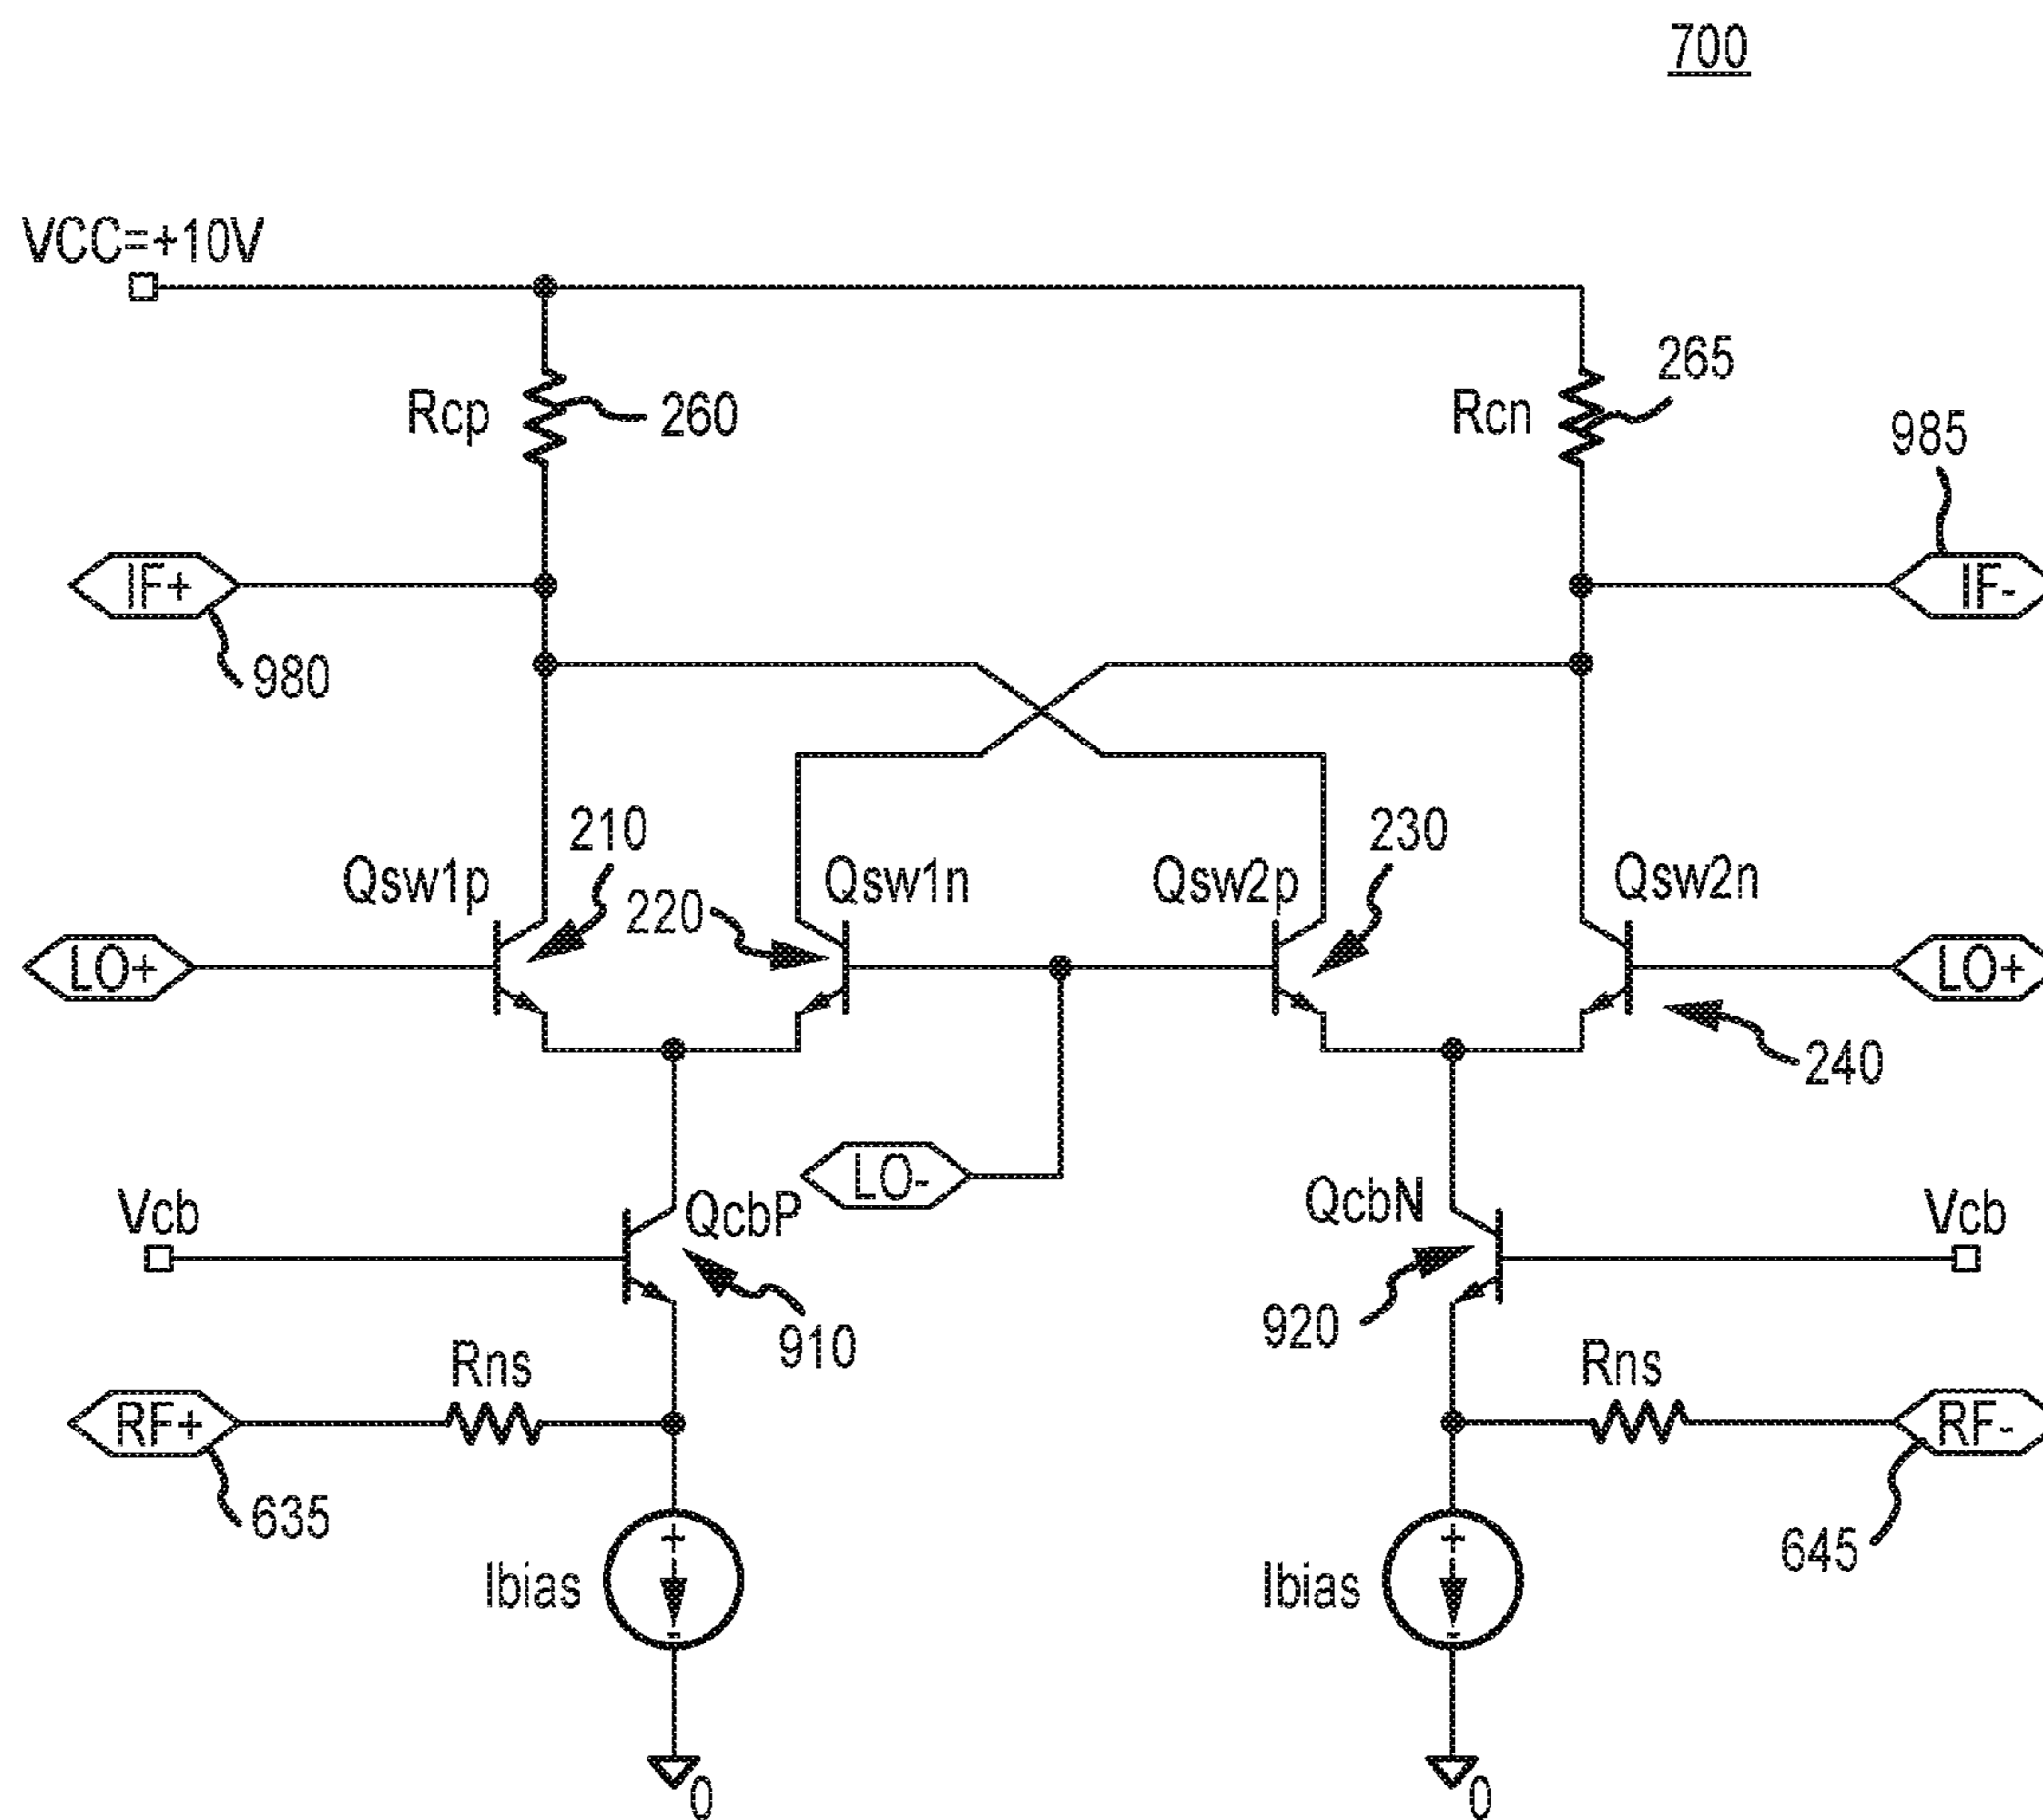 700
VCC=+10V
Rcp
260
Rcn
265
985
IF+
IF-
980
210
230
Qsw1p
220
Qsw1n
Qsw2p
Qsw2n
LO+
LO+
240
LO-
Vcb
QcbP
QcbN
Vcb
910
920
Rns
Rns
RF+
RF-
635
645
Ibias
+
-
Ibias
+
-
0
0